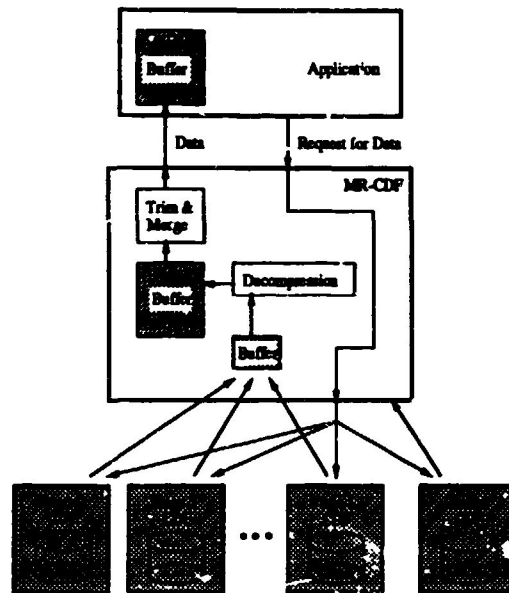 Buffer
Application
Data
Request for Data
MR-CDF
Trim &
Merge
Buffer
Decompression
Buffer